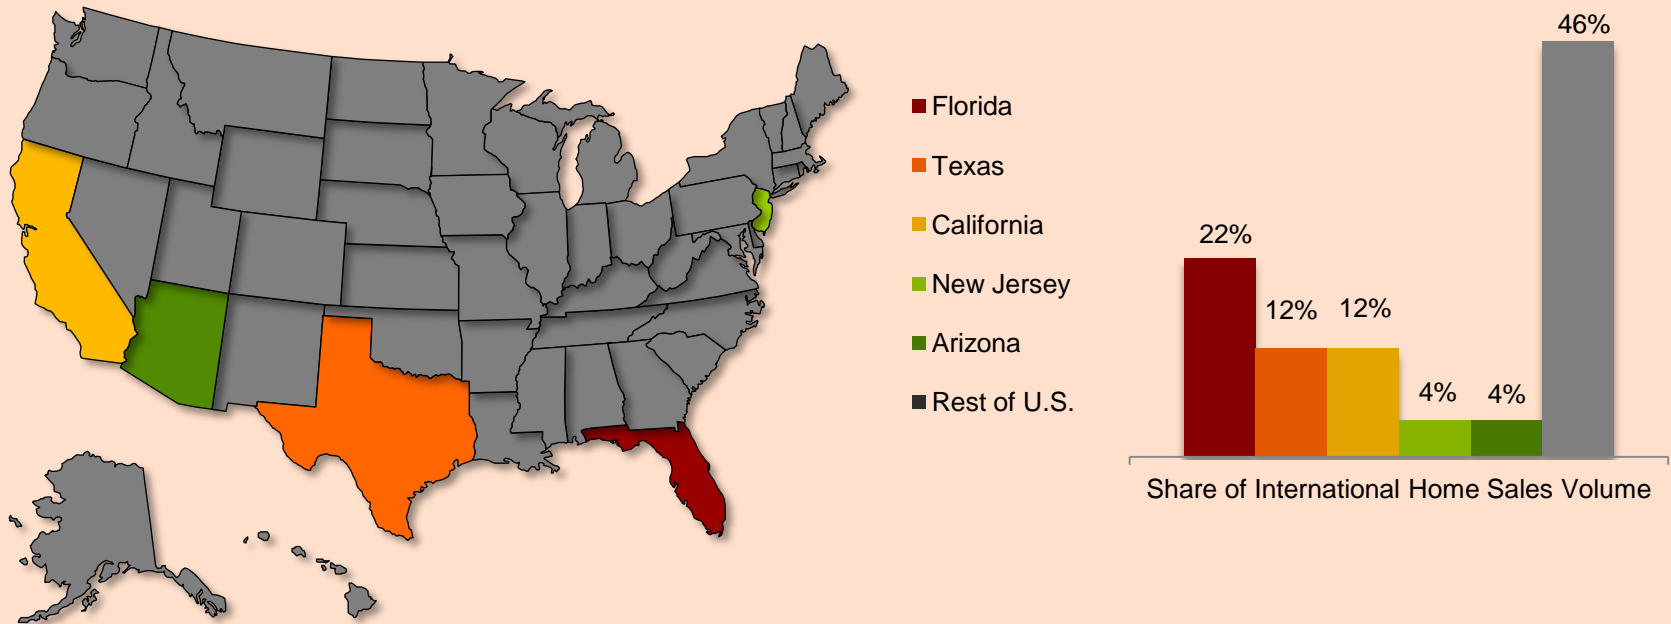 Florida
Texas
California
New Jersey
Arizona
Rest of U.S.
22%
12%
12%
4%
4%
46%
Share of International Home Sales Volume